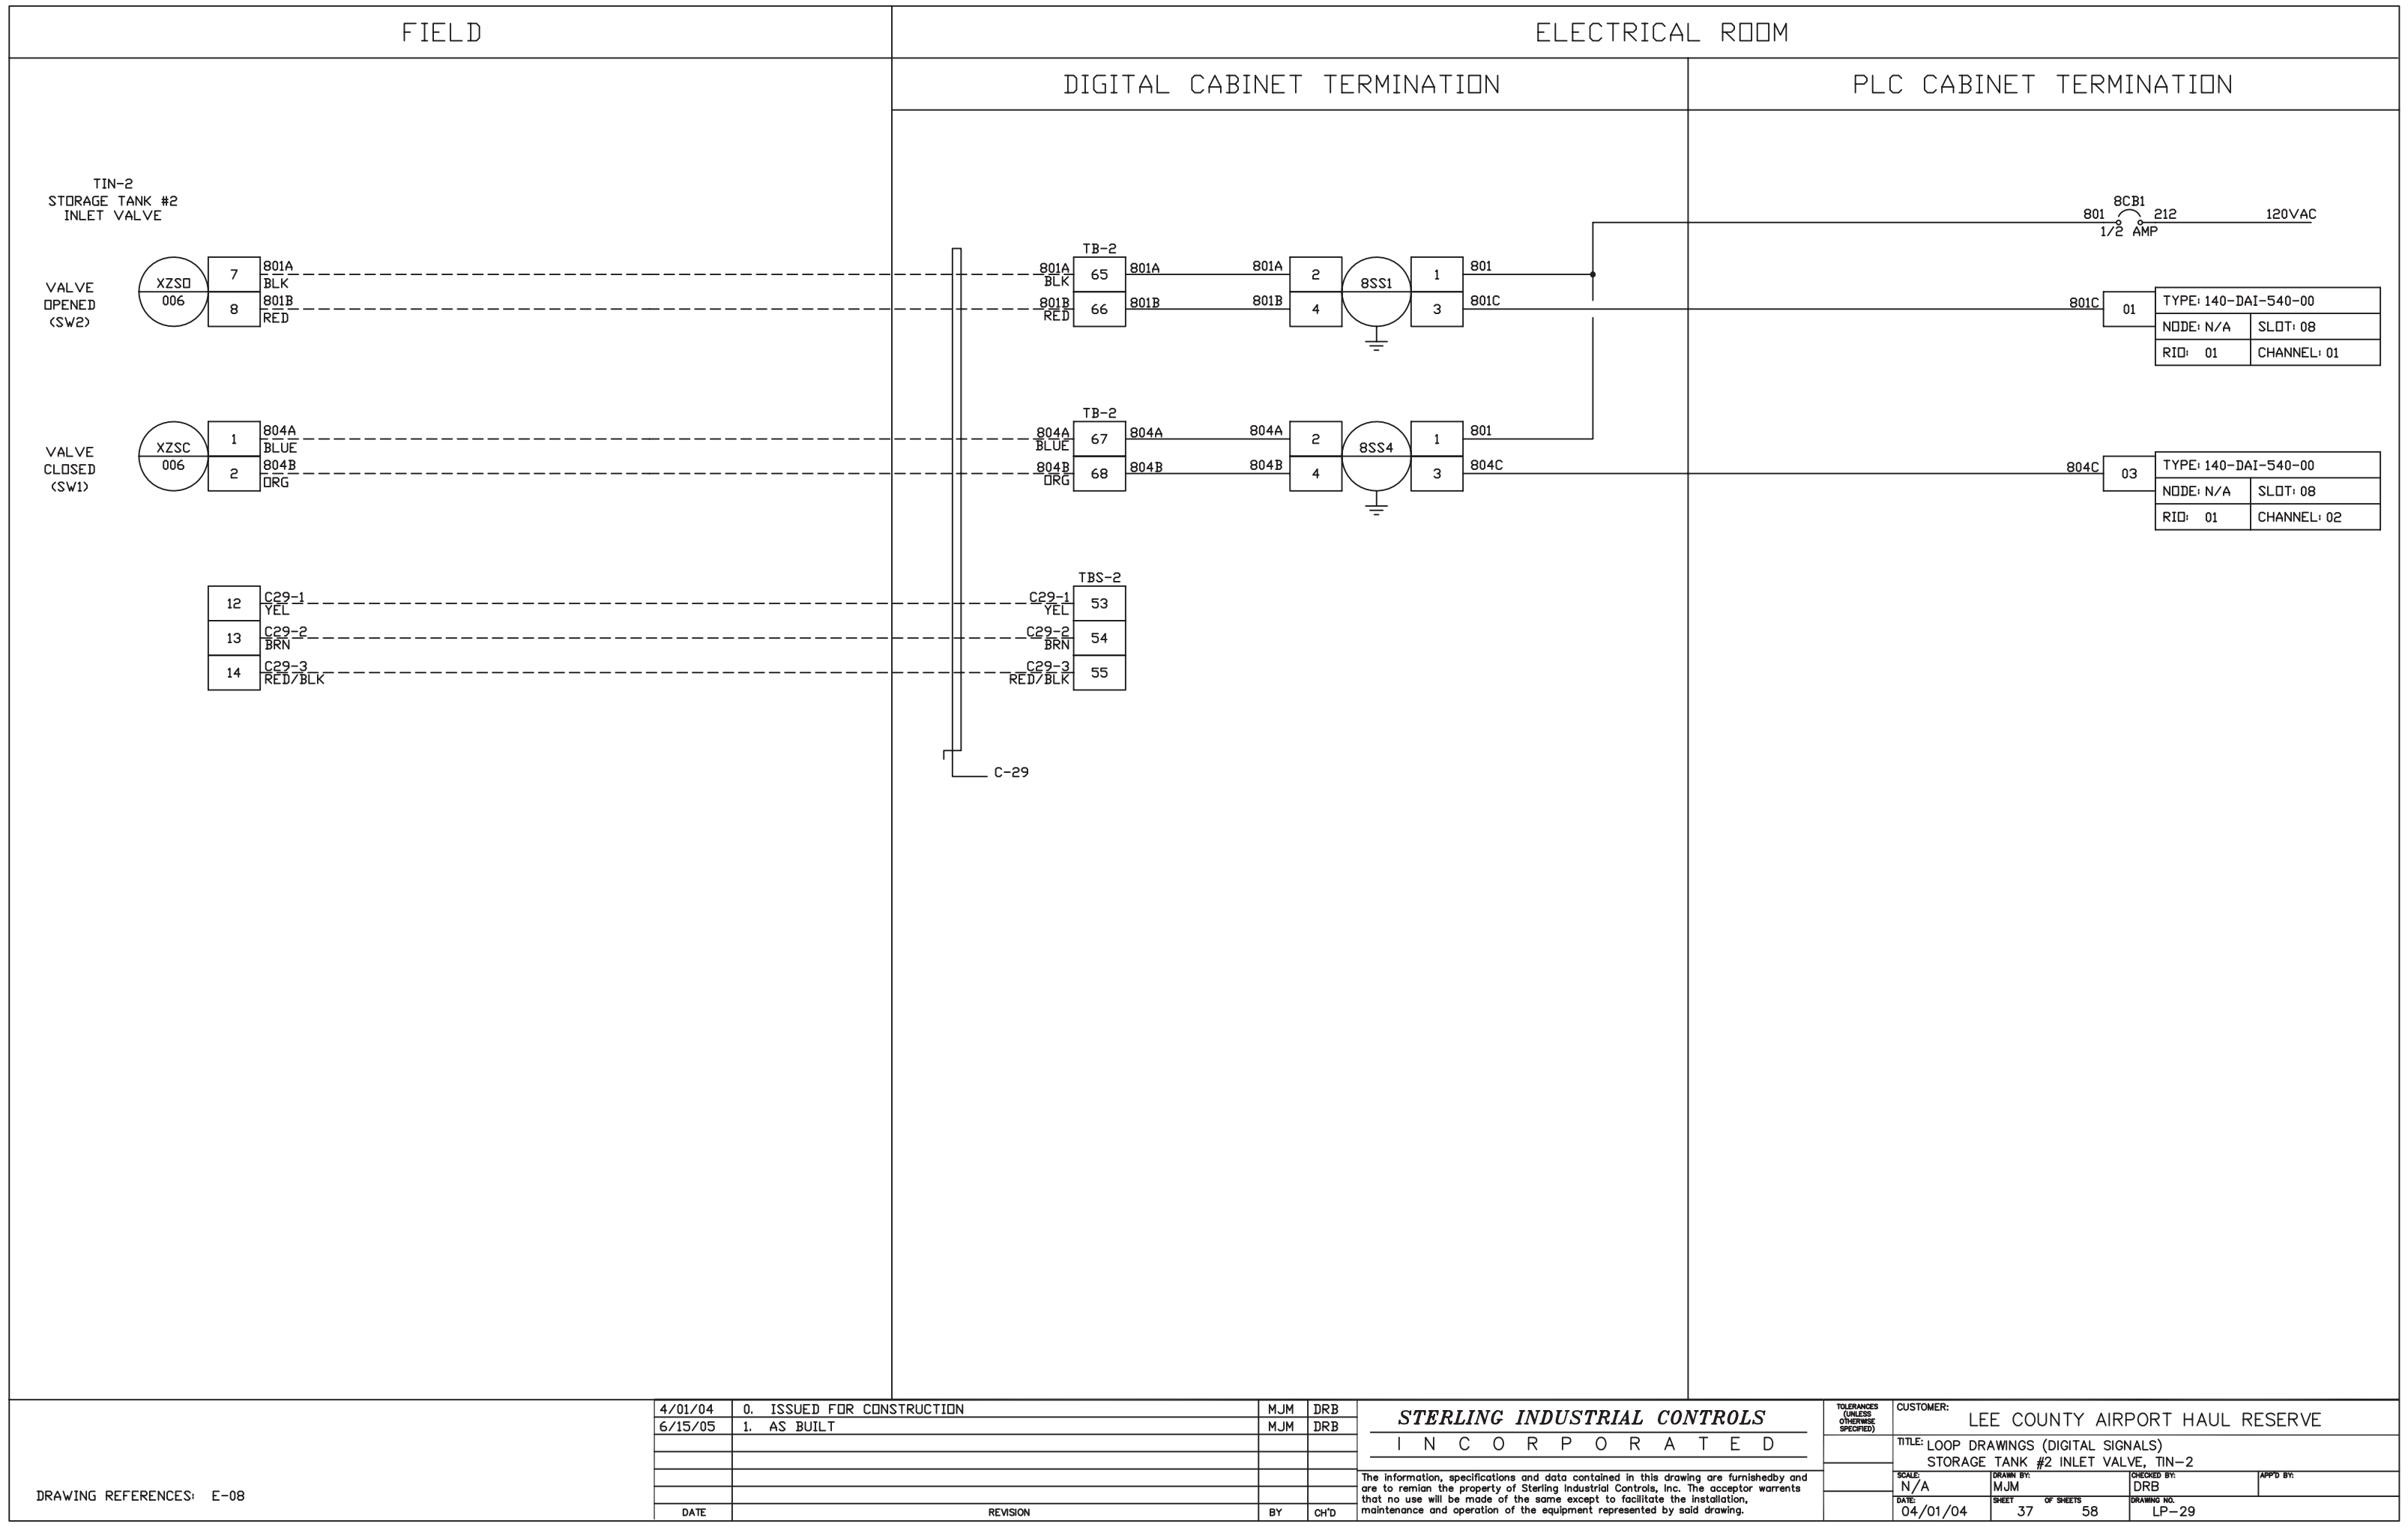 FIELD
ELECTRICAL ROOM
DIGITAL CABINET TERMINATION
PLC CABINET TERMINATION
TIN-2
STORAGE TANK #2
INLET VALVE
8CB1
801 212 120VAC
1/2 AMP
VALVE
OPENED
(SW2)
XZSO
006
7
8
801A
BLK
801B
RED
TB-2
801A
BLK
801B
RED
65
66
801A
801B
801A
801B
2
4
8SS1
1
3
801
801C
801C
01
TYPE: 140-DAI-540-00
NODE: N/A SLOT: 08
RIO: 01 CHANNEL: 01
VALVE
CLOSED
(SW1)
XZSC
006
1
2
804A
BLUE
804B
ORG
TB-2
804A
BLUE
804B
ORG
67
68
804A
804B
804A
804B
2
4
8SS4
1
3
801
804C
804C
03
TYPE: 140-DAI-540-00
NODE: N/A SLOT: 08
RIO: 01 CHANNEL: 02
12
13
14
C29-1
YEL
C29-2
BRN
C29-3
RED/BLK
TBS-2
C29-1
YEL
C29-2
BRN
C29-3
RED/BLK
53
54
55
C-29
DRAWING REFERENCES: E-08
4/01/04 0. ISSUED FOR CONSTRUCTION MJM DRB
6/15/05 1. AS BUILT MJM DRB
DATE REVISION BY CH'D
STERLING INDUSTRIAL CONTROLS
INCORPORATED
The information, specifications and data contained in this drawing are furnishedby and
are to remian the property of Sterling Industrial Controls, Inc. The acceptor warrents
that no use will be made of the same except to facilitate the installation,
maintenance and operation of the equipment represented by said drawing.
TOLERANCES
(UNLESS
OTHERWISE
SPECIFIED)
CUSTOMER:
LEE COUNTY AIRPORT HAUL RESERVE
TITLE: LOOP DRAWINGS (DIGITAL SIGNALS)
STORAGE TANK #2 INLET VALVE, TIN-2
SCALE: DRAWN BY: CHECKED BY: APP'D BY:
N/A MJM DRB
DATE: SHEET OF SHEETS DRAWING NO.
04/01/04 37 58 LP-29